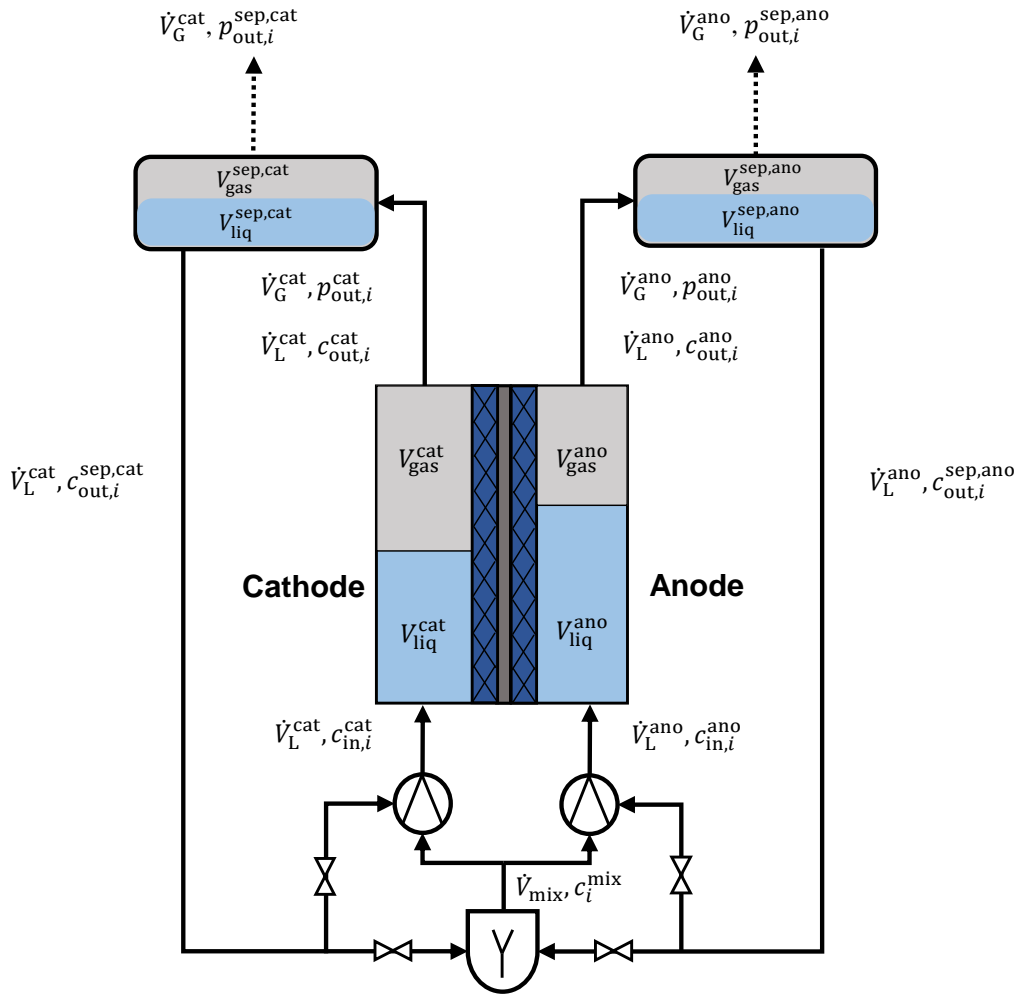 V̇_G^cat, p_out,i^sep,cat
V̇_G^ano, p_out,i^sep,ano
V_gas^sep,cat
V_liq^sep,cat
V_gas^sep,ano
V_liq^sep,ano
V̇_G^cat, p_out,i^cat
V̇_L^cat, c_out,i^cat
V̇_G^ano, p_out,i^ano
V̇_L^ano, c_out,i^ano
V̇_L^cat, c_out,i^sep,cat
V_gas^cat
V_gas^ano
V̇_L^ano, c_out,i^sep,ano
Cathode
Anode
V_liq^cat
V_liq^ano
V̇_L^cat, c_in,i^cat
V̇_L^ano, c_in,i^ano
V̇_mix, c_i^mix